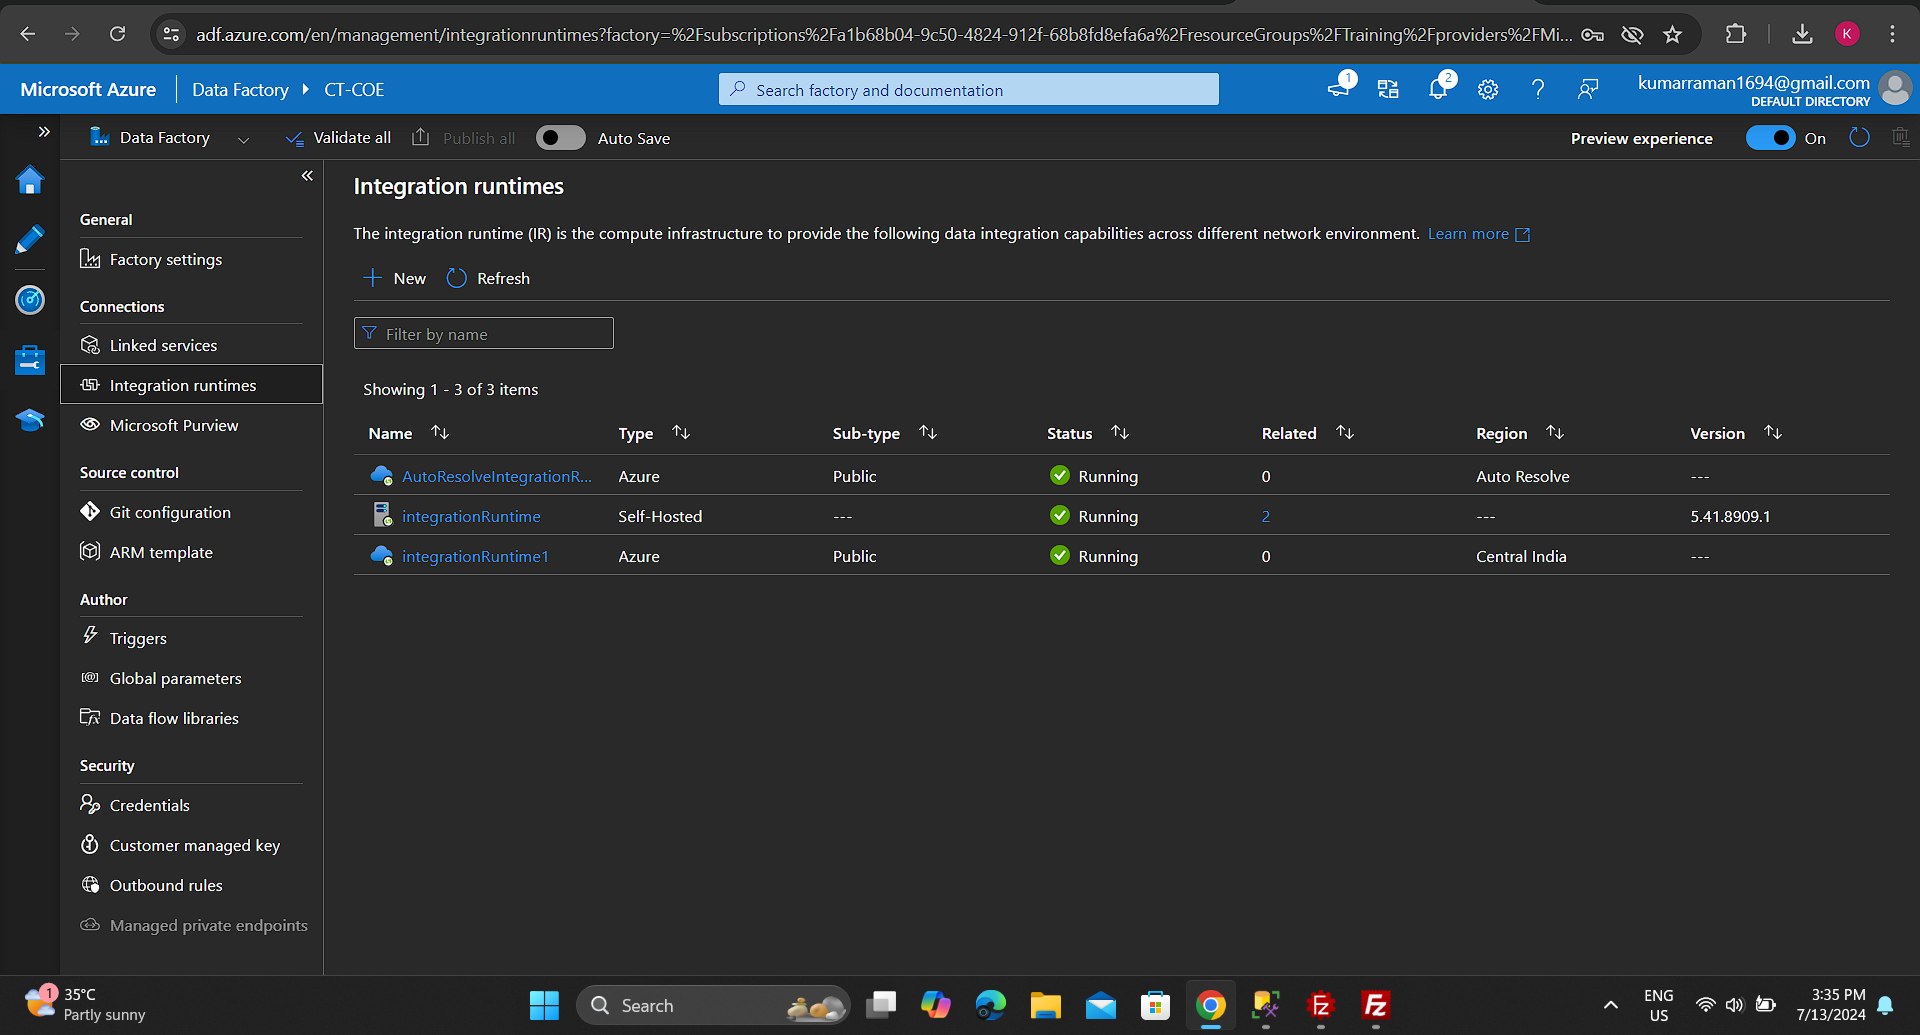 adf.azure.com/en/management/integrationruntimes?factory=%2Fsubscriptions%2Fa1b68b04-9c50-4824-912f-68b8fd8efa6a%2FresourceGroups%2FTraining%2Fproviders%2FMi...
K
Microsoft Azure
Data Factory
CT-COE
Search factory and documentation
1
2
?
kumarraman1694@gmail.com
DEFAULT DIRECTORY
Data Factory
Validate all
Publish all
Auto Save
Preview experience
On
General
Factory settings
Connections
Linked services
Integration runtimes
Microsoft Purview
Source control
Git configuration
ARM template
Author
Triggers
Global parameters
Data flow libraries
Security
Credentials
Customer managed key
Outbound rules
Managed private endpoints
Integration runtimes
The integration runtime (IR) is the compute infrastructure to provide the following data integration capabilities across different network environment. Learn more
New
Refresh
Filter by name
Showing 1 - 3 of 3 items
Name Type Sub-type Status Related Region Version
AutoResolveIntegrationR... Azure Public Running 0 Auto Resolve ---
integrationRuntime Self-Hosted --- Running 2 --- 5.41.8909.1
integrationRuntime1 Azure Public Running 0 Central India ---
1
35°C
Partly sunny
Search
Fz
Fz
ENG
US
3:35 PM
7/13/2024